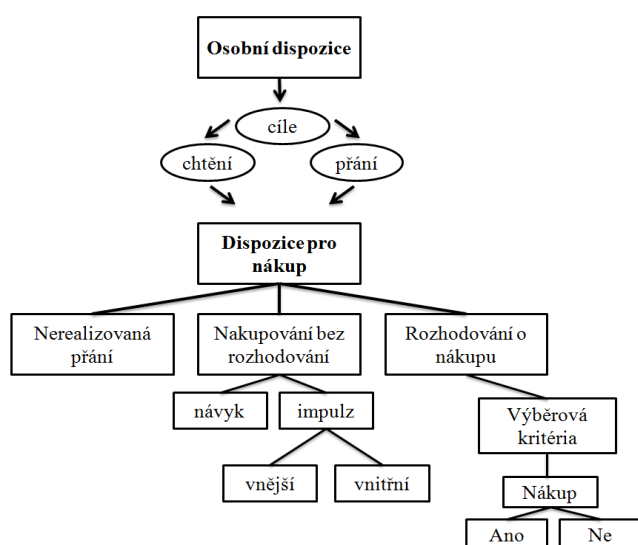 Osobní dispozice
cíle
chtění
přání
Dispozice pro
nákup
Nerealizovaná
přání
Nakupování bez
rozhodování
Rozhodování o
nákupu
návyk
impulz
Výběrová
kritéria
vnější
vnitřní
Nákup
Ano
Ne